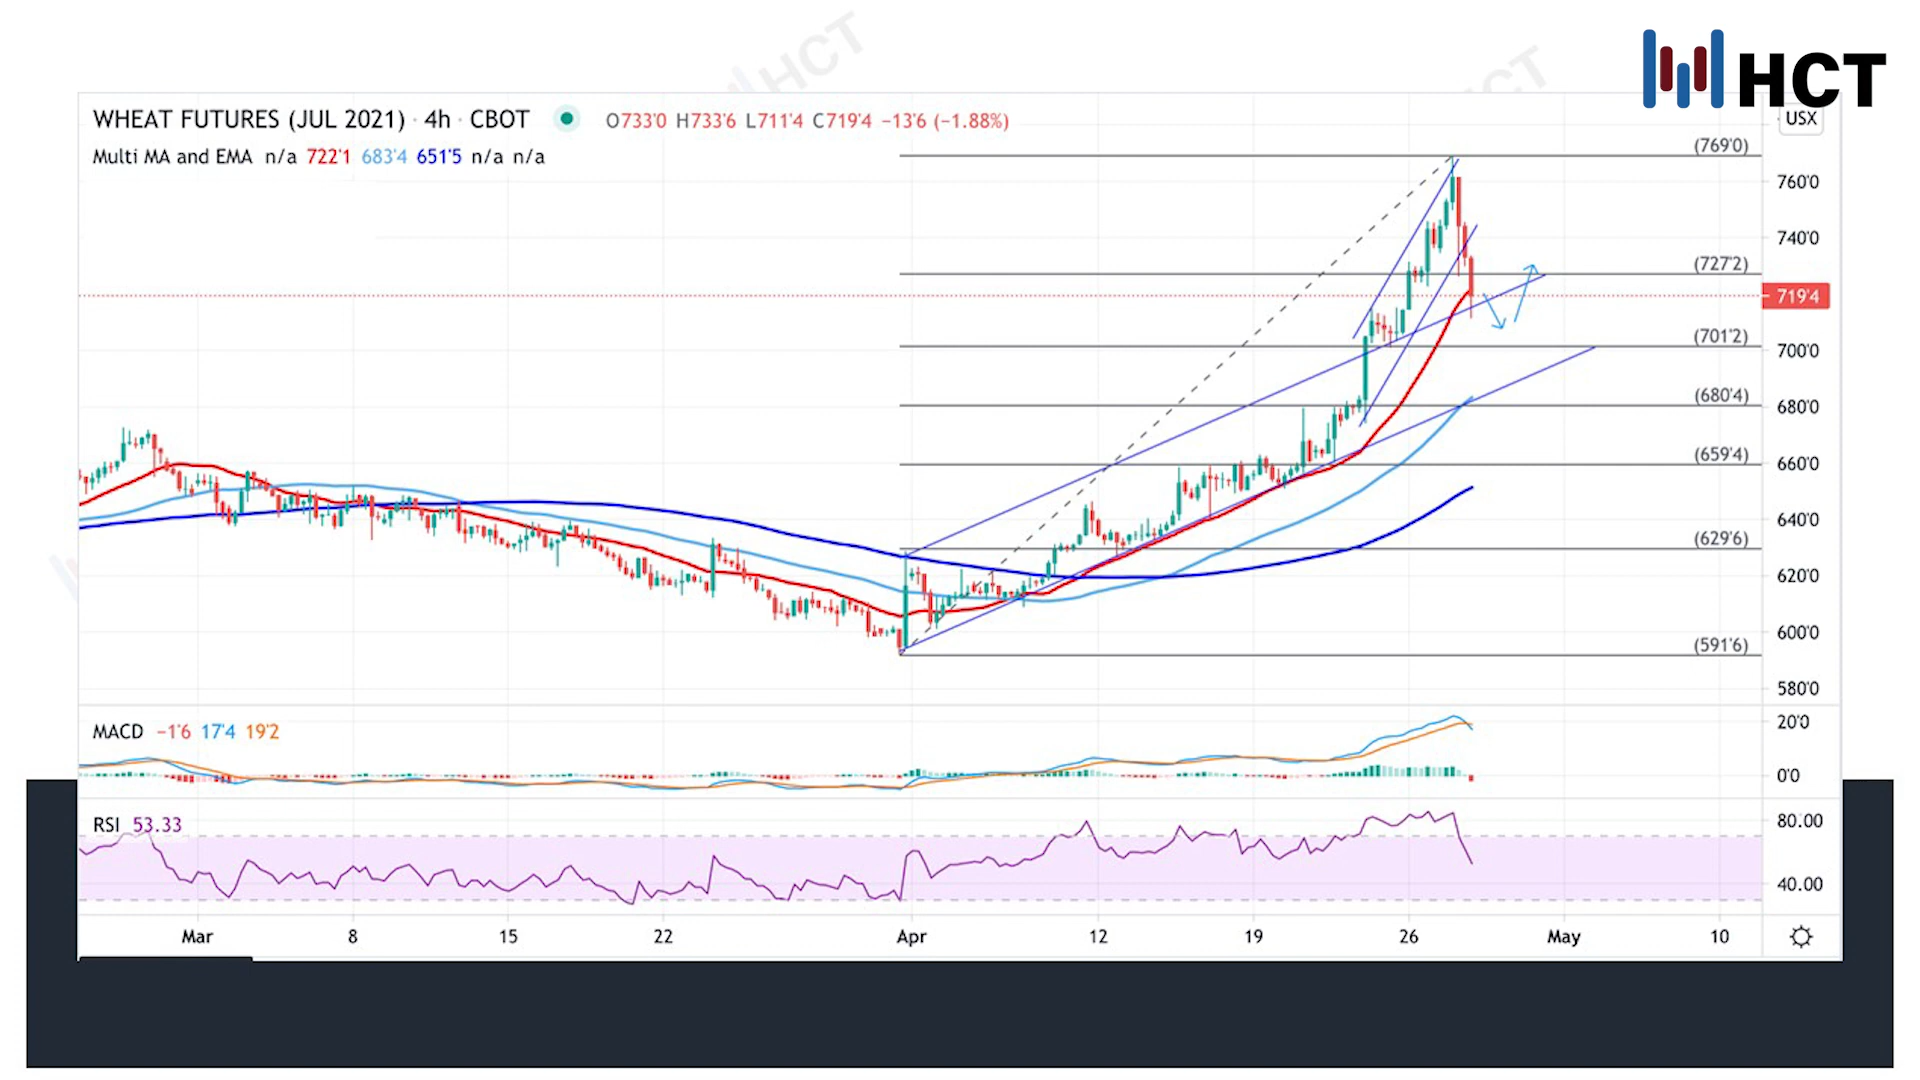 HCT
HCT
HCT
WHEAT FUTURES (JUL 2021) · 4h · CBOT O733'0 H733'6 L711'4 C719'4 −13'6 (−1.88%)
USX
Multi MA and EMA n/a 722'1 683'4 651'5 n/a n/a
(769'0)
760'0
740'0
(727'2)
719'4
(701'2)
700'0
(680'4)
680'0
(659'4)
660'0
640'0
(629'6)
620'0
(591'6)
600'0
580'0
MACD −1'6 17'4 19'2
20'0
0'0
RSI 53.33
80.00
40.00
Mar 8 15 22 Apr 12 19 26 May 10